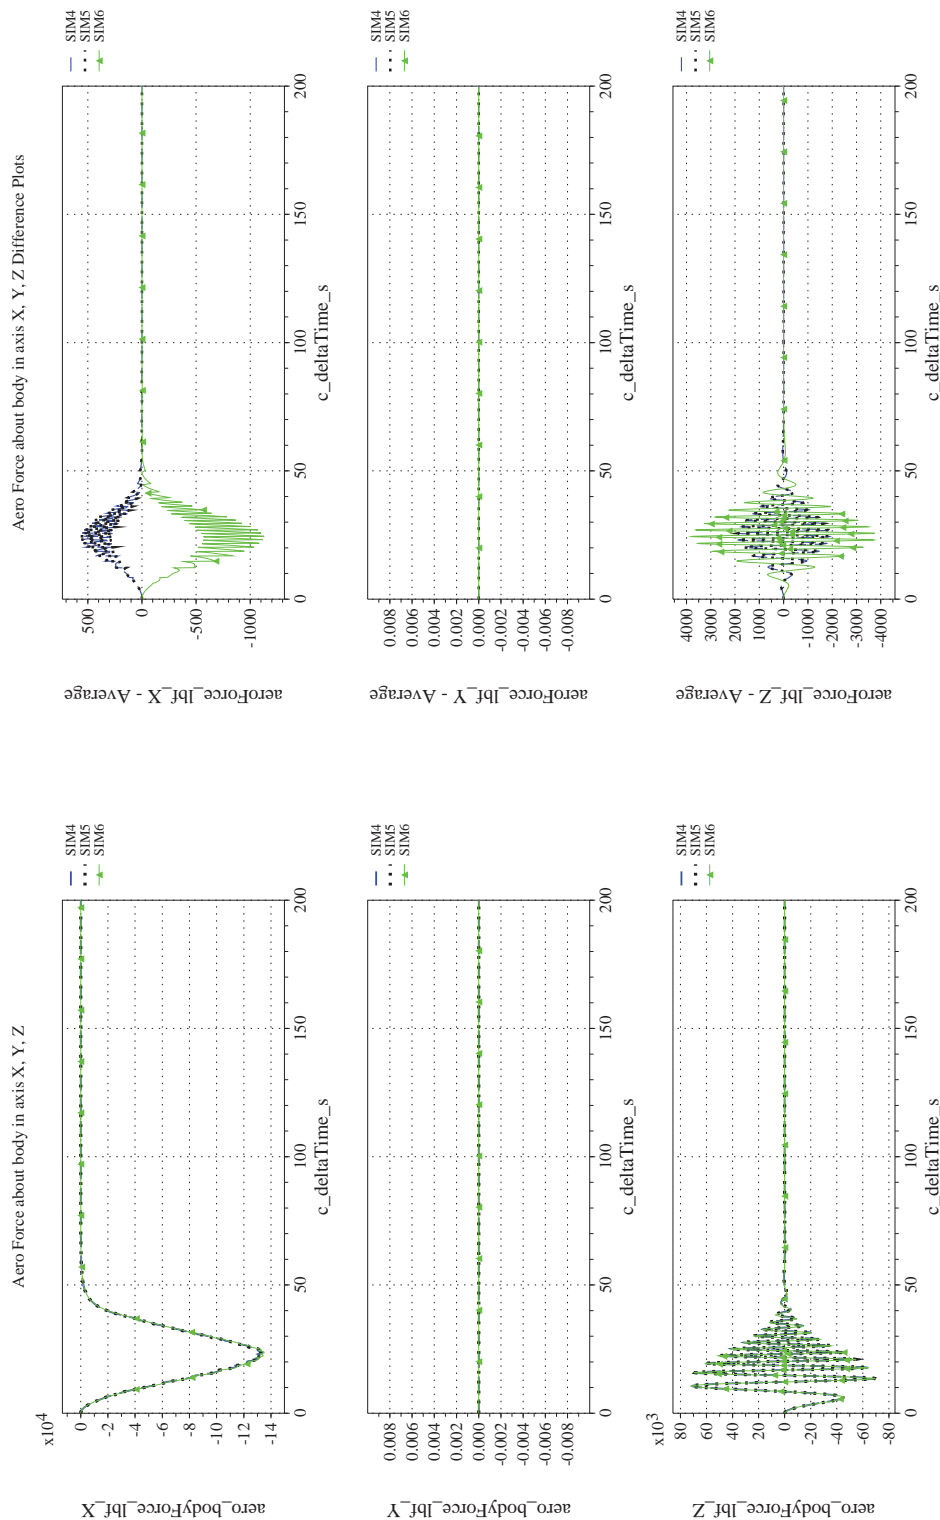 Aero Force about body in axis X, Y, Z
x10⁴
0
-2
-4
-6
-8
-10
-12
-14
aero_bodyForce_lbf_X
0
50
100
150
200
c_deltaTime_s
SIM4
SIM5
SIM6
0.008
0.006
0.004
0.002
0.000
-0.002
-0.004
-0.006
-0.008
aero_bodyForce_lbf_Y
0
50
100
150
200
c_deltaTime_s
SIM4
SIM5
SIM6
x10³
80
60
40
20
0
-20
-40
-60
-80
aero_bodyForce_lbf_Z
0
50
100
150
200
c_deltaTime_s
SIM4
SIM5
SIM6
Aero Force about body in axis X, Y, Z Difference Plots
500
0
-500
-1000
aeroForce_lbf_X - Average
0
50
100
150
200
c_deltaTime_s
SIM4
SIM5
SIM6
0.008
0.006
0.004
0.002
0.000
-0.002
-0.004
-0.006
-0.008
aeroForce_lbf_Y - Average
0
50
100
150
200
c_deltaTime_s
SIM4
SIM5
SIM6
4000
3000
2000
1000
0
-1000
-2000
-3000
-4000
aeroForce_lbf_Z - Average
0
50
100
150
200
c_deltaTime_s
SIM4
SIM5
SIM6